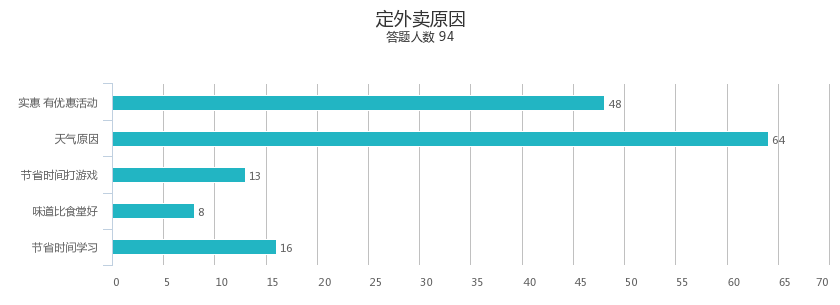 定外卖原因
答题人数 94
实惠 有优惠活动
48
天气原因
64
节省时间打游戏
13
味道比食堂好
8
节省时间学习
16
0 5 10 15 20 25 30 35 40 45 50 55 60 65 70